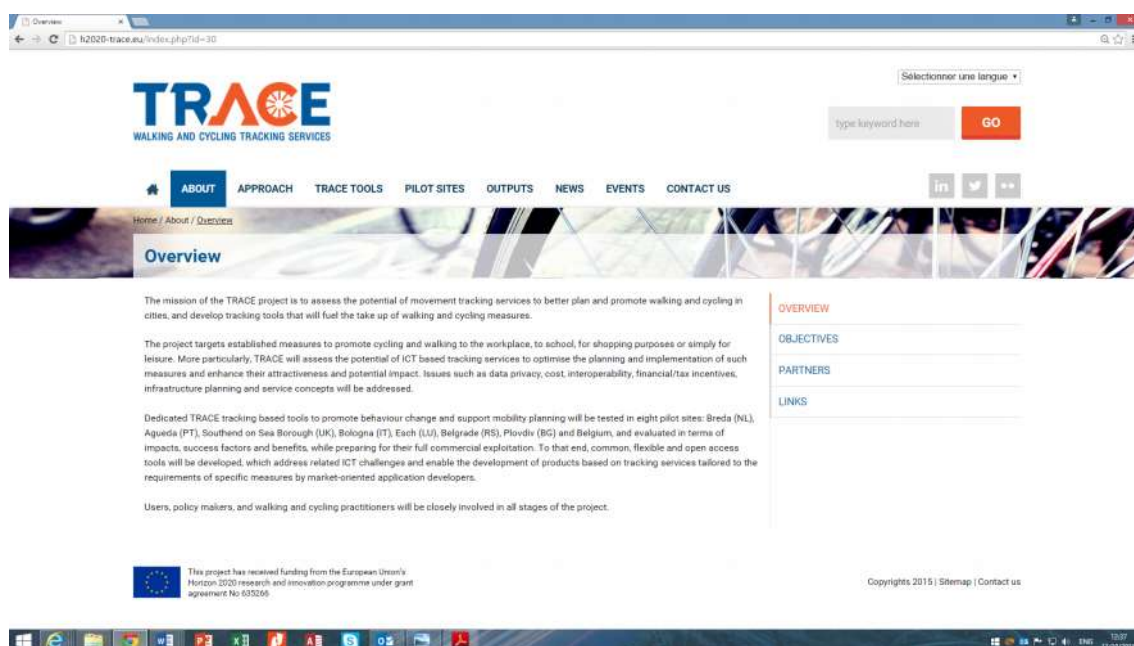 Overview
h2020-trace.eu/index.php?id=30
Sélectionner une langue
TRACE
WALKING AND CYCLING TRACKING SERVICES
type keyword here
GO
ABOUT
APPROACH
TRACE TOOLS
PILOT SITES
OUTPUTS
NEWS
EVENTS
CONTACT US
in
Home / About / Overview
Overview
The mission of the TRACE project is to assess the potential of movement tracking services to better plan and promote walking and cycling in
cities, and develop tracking tools that will fuel the take up of walking and cycling measures.
The project targets established measures to promote cycling and walking to the workplace, to school, for shopping purposes or simply for
leisure. More particularly, TRACE will assess the potential of ICT based tracking services to optimise the planning and implementation of such
measures and enhance their attractiveness and potential impact. Issues such as data privacy, cost, interoperability, financial/tax incentives,
infrastructure planning and service concepts will be addressed.
Dedicated TRACE tracking based tools to promote behaviour change and support mobility planning will be tested in eight pilot sites: Breda (NL),
Agueda (PT), Southend on Sea Borough (UK), Bologna (IT), Esch (LU), Belgrade (RS), Plovdiv (BG) and Belgium, and evaluated in terms of
impacts, success factors and benefits, while preparing for their full commercial exploitation. To that end, common, flexible and open access
tools will be developed, which address related ICT challenges and enable the development of products based on tracking services tailored to the
requirements of specific measures by market-oriented application developers.
Users, policy makers, and walking and cycling practitioners will be closely involved in all stages of the project.
OVERVIEW
OBJECTIVES
PARTNERS
LINKS
This project has received funding from the European Union's
Horizon 2020 research and innovation programme under grant
agreement No 635266
Copyrights 2015 | Sitemap | Contact us
ENG
12:07